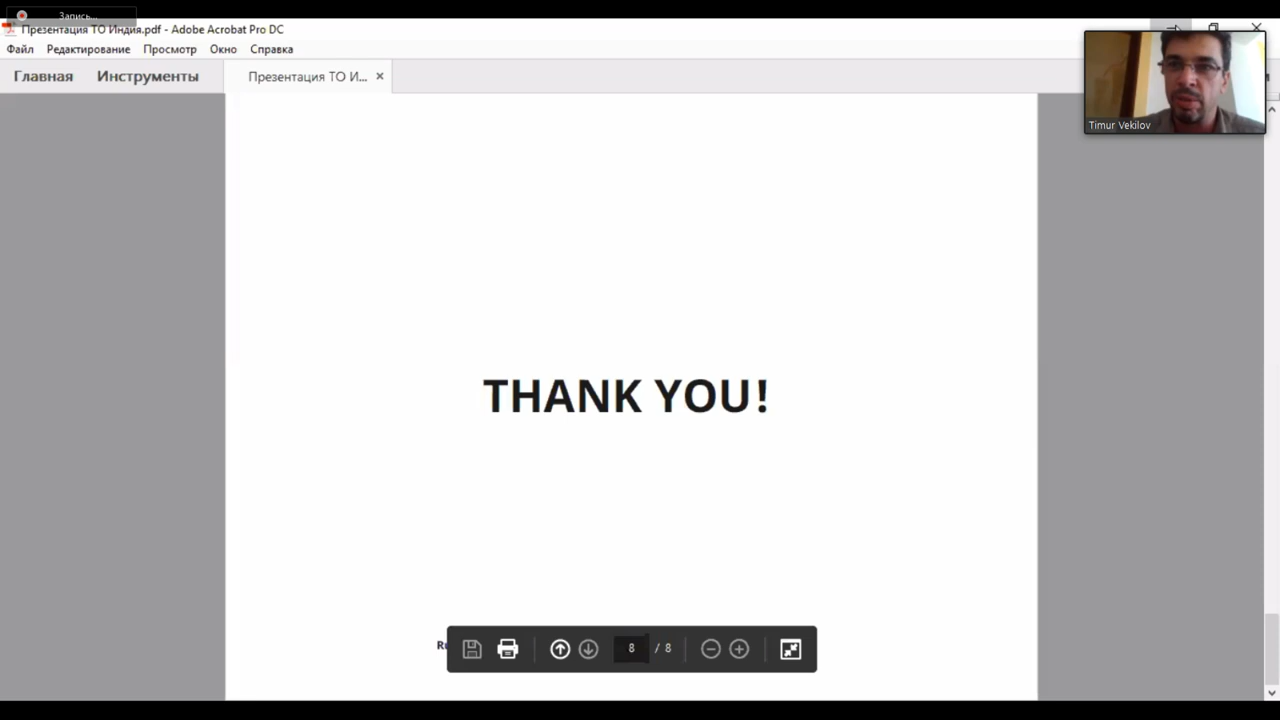 Запись...
Презентация ТО Индия.pdf - Adobe Acrobat Pro DC
Файл Редактирование Просмотр Окно Справка
Главная Инструменты Презентация ТО И... ×
Timur Vekilov
THANK YOU!
8 / 8